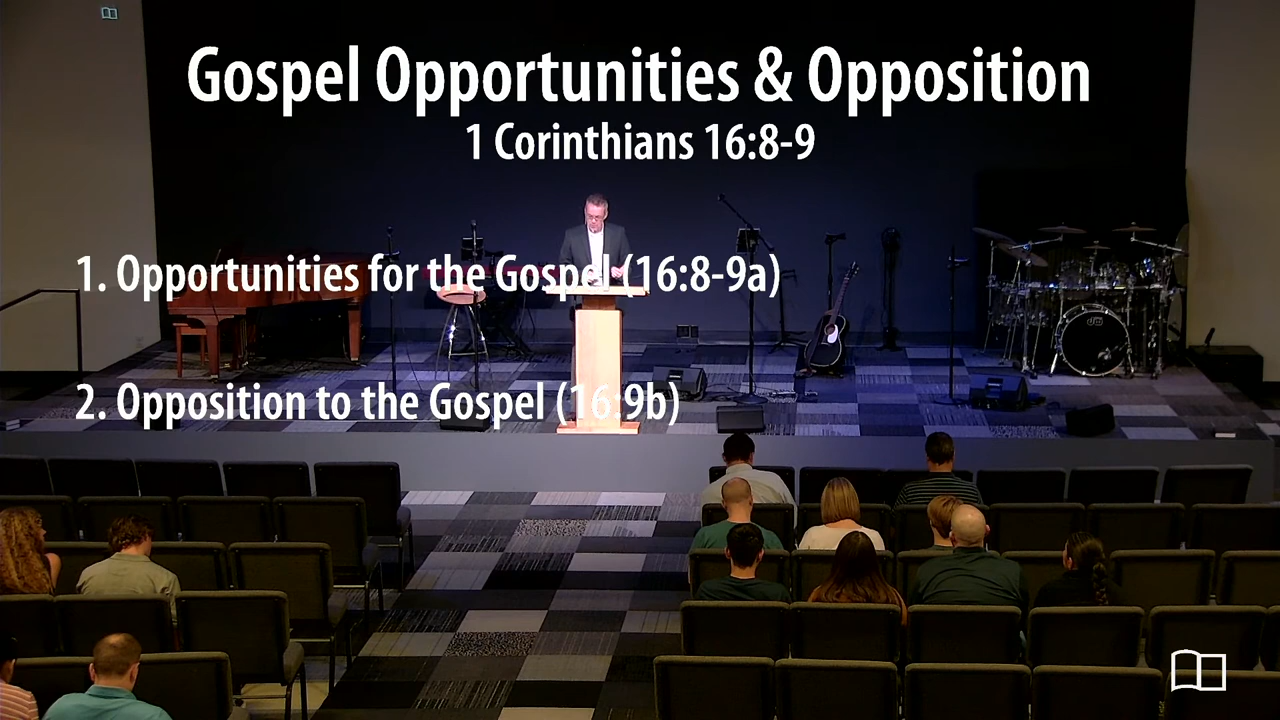 Gospel Opportunities & Opposition
1 Corinthians 16:8-9
1. Opportunities for the Gospel (16:8-9a)
2. Opposition to the Gospel (16:9b)
dw